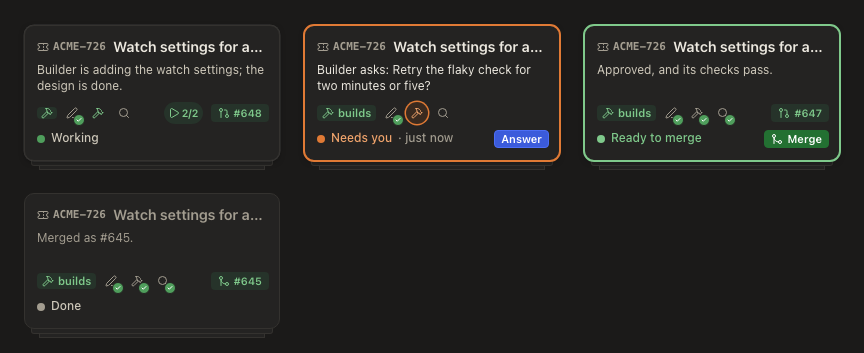 ACME-726 Watch settings for a...
Builder is adding the watch settings; the
design is done.
2/2 #648
Working
ACME-726 Watch settings for a...
Builder asks: Retry the flaky check for
two minutes or five?
builds
Needs you · just now Answer
ACME-726 Watch settings for a...
Approved, and its checks pass.
builds #647
Ready to merge Merge
ACME-726 Watch settings for a...
Merged as #645.
builds #645
Done